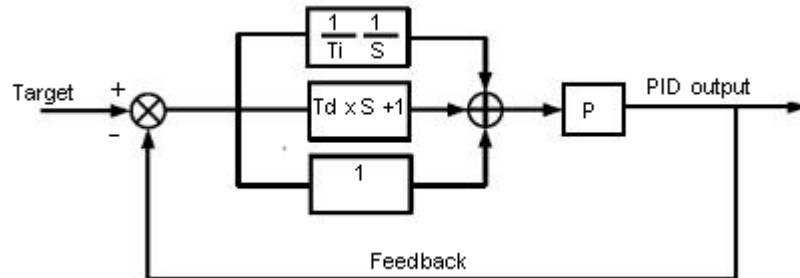 1 1
Ti S
Target
+
−
Td x S +1
P
PID output
1
Feedback